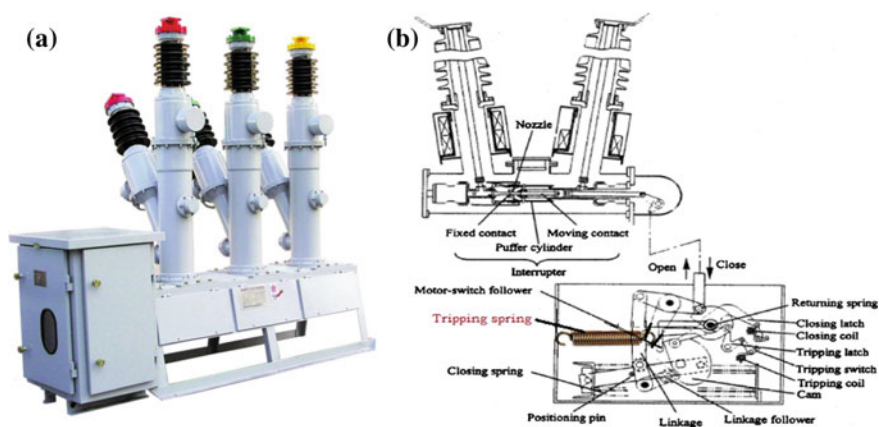 (a)
(b)
Nozzle
Fixed contact
Moving contact
Puffer cylinder
Interrupter
Open
Close
Motor-switch follower
Returning spring
Tripping spring
Closing latch
Closing coil
Tripping latch
Tripping switch
Closing spring
Tripping coil
Cam
Positioning pin
Linkage follower
Linkage